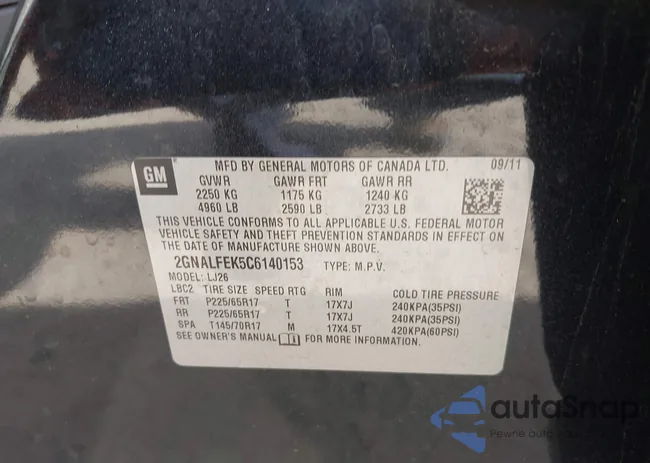 GM
MFD BY GENERAL MOTORS OF CANADA LTD. 09/11
GVWR GAWR FRT GAWR RR
2250 KG 1175 KG 1240 KG
4960 LB 2590 LB 2733 LB
THIS VEHICLE CONFORMS TO ALL APPLICABLE U.S. FEDERAL MOTOR
VEHICLE SAFETY AND THEFT PREVENTION STANDARDS IN EFFECT ON
THE DATE OF MANUFACTURE SHOWN ABOVE.
2GNALFEK5C6140153 TYPE: M.P.V.
MODEL: LJ26
LBC2 TIRE SIZE SPEED RTG RIM COLD TIRE PRESSURE
FRT P225/65R17 T 17X7J 240KPA(35PSI)
RR P225/65R17 T 17X7J 240KPA(35PSI)
SPA T145/70R17 M 17X4.5T 420KPA(60PSI)
SEE OWNER'S MANUAL FOR MORE INFORMATION.
autaSnap
Pewne auto z USA